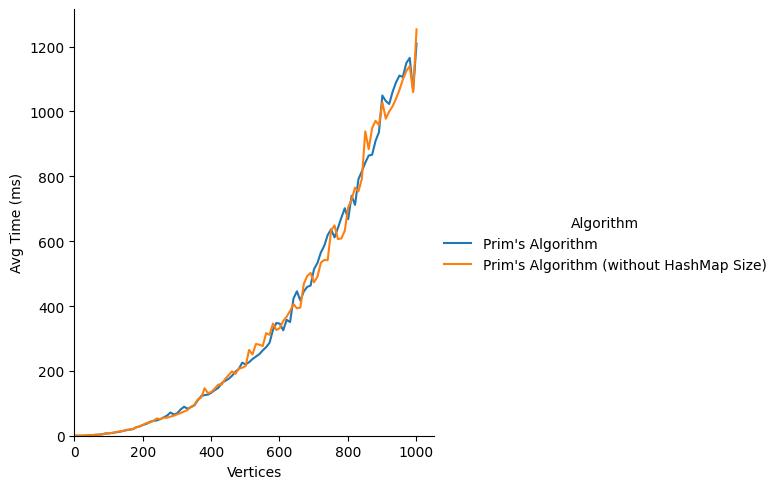 1200
1000
800
600
400
200
0
Avg Time (ms)
0 200 400 600 800 1000
Vertices
Algorithm
Prim's Algorithm
Prim's Algorithm (without HashMap Size)